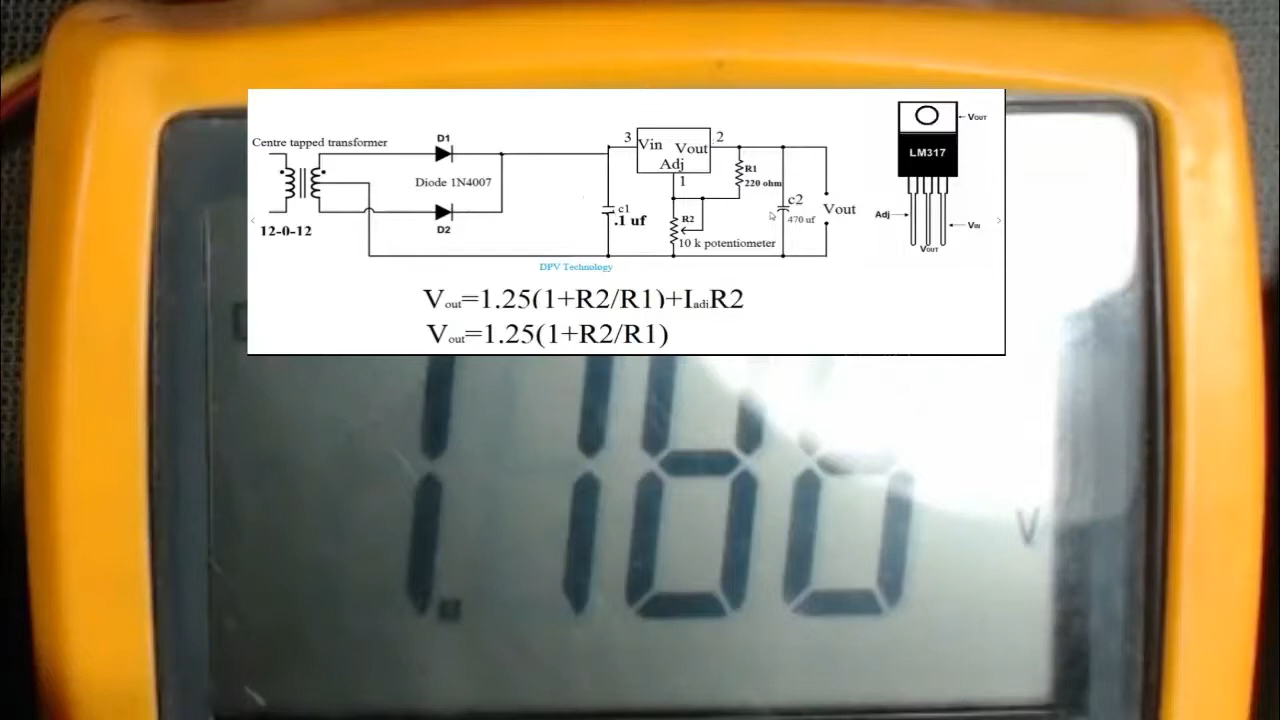 Centre tapped transformer
12-0-12
D1
Diode 1N4007
D2
c1
.1 uf
3
Vin
Vout
2
Adj
1
R1
220 ohm
R2
10 k potentiometer
c2
470 uf
Vout
DPV Technology
Vout=1.25(1+R2/R1)+IadjR2
Vout=1.25(1+R2/R1)
VOUT
LM317
Adj
VIN
VOUT
V